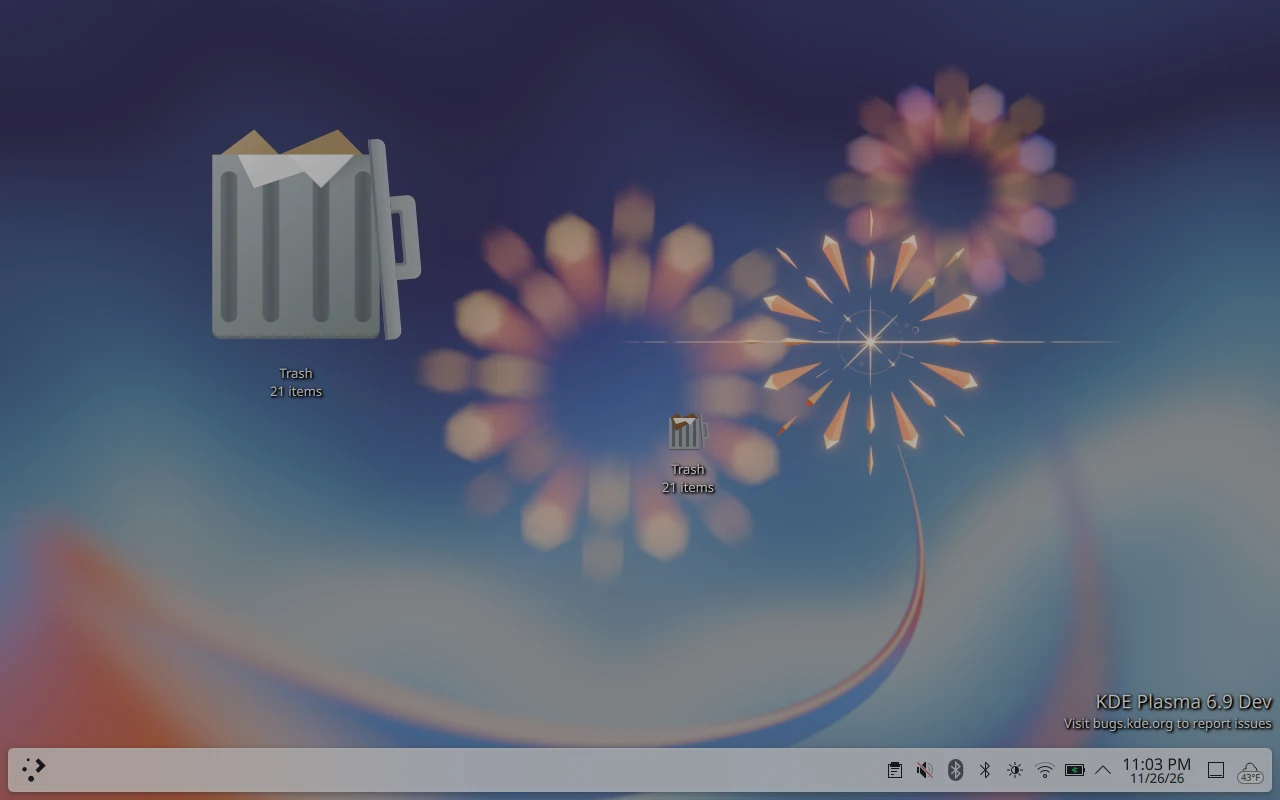 Trash
21 items
Trash
21 items
KDE Plasma 6.9 Dev
Visit bugs.kde.org to report issues
11:03 PM
11/26/26
43°F